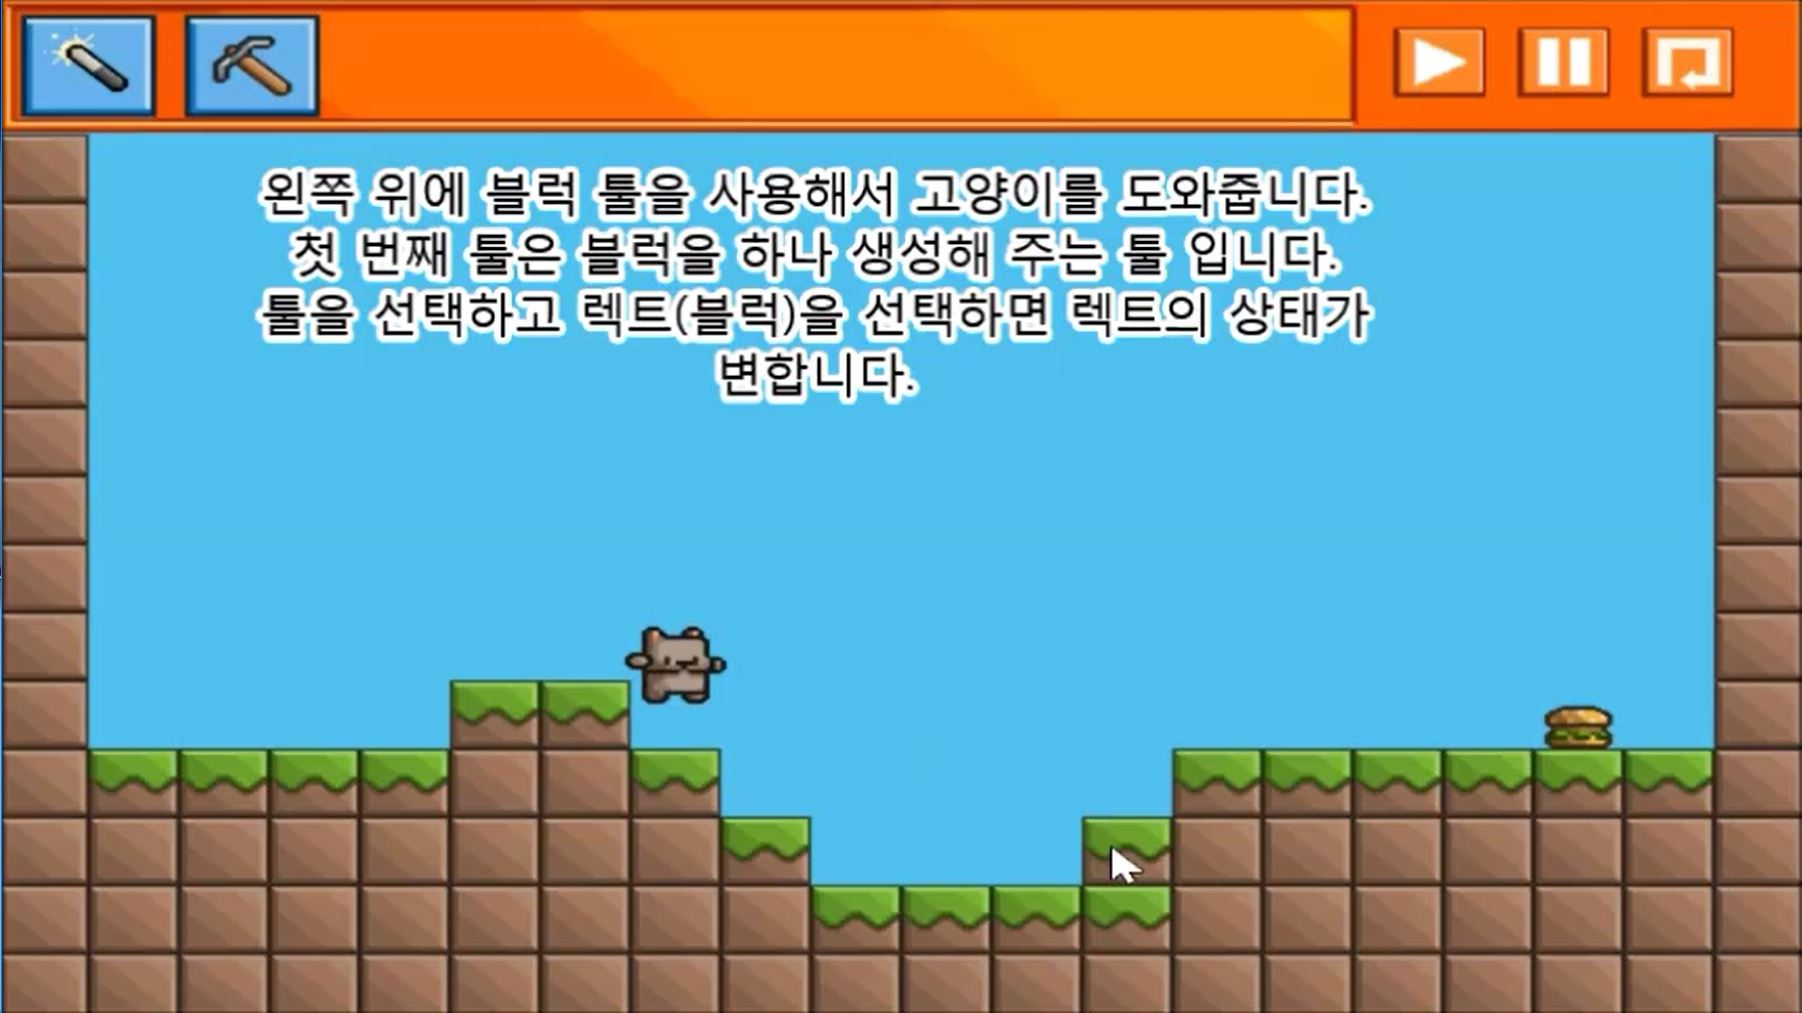 왼쪽 위에 블럭 툴을 사용해서 고양이를 도와줍니다.
첫 번째 툴은 블럭을 하나 생성해 주는 툴 입니다.
툴을 선택하고 렉트(블럭)을 선택하면 렉트의 상태가
변합니다.